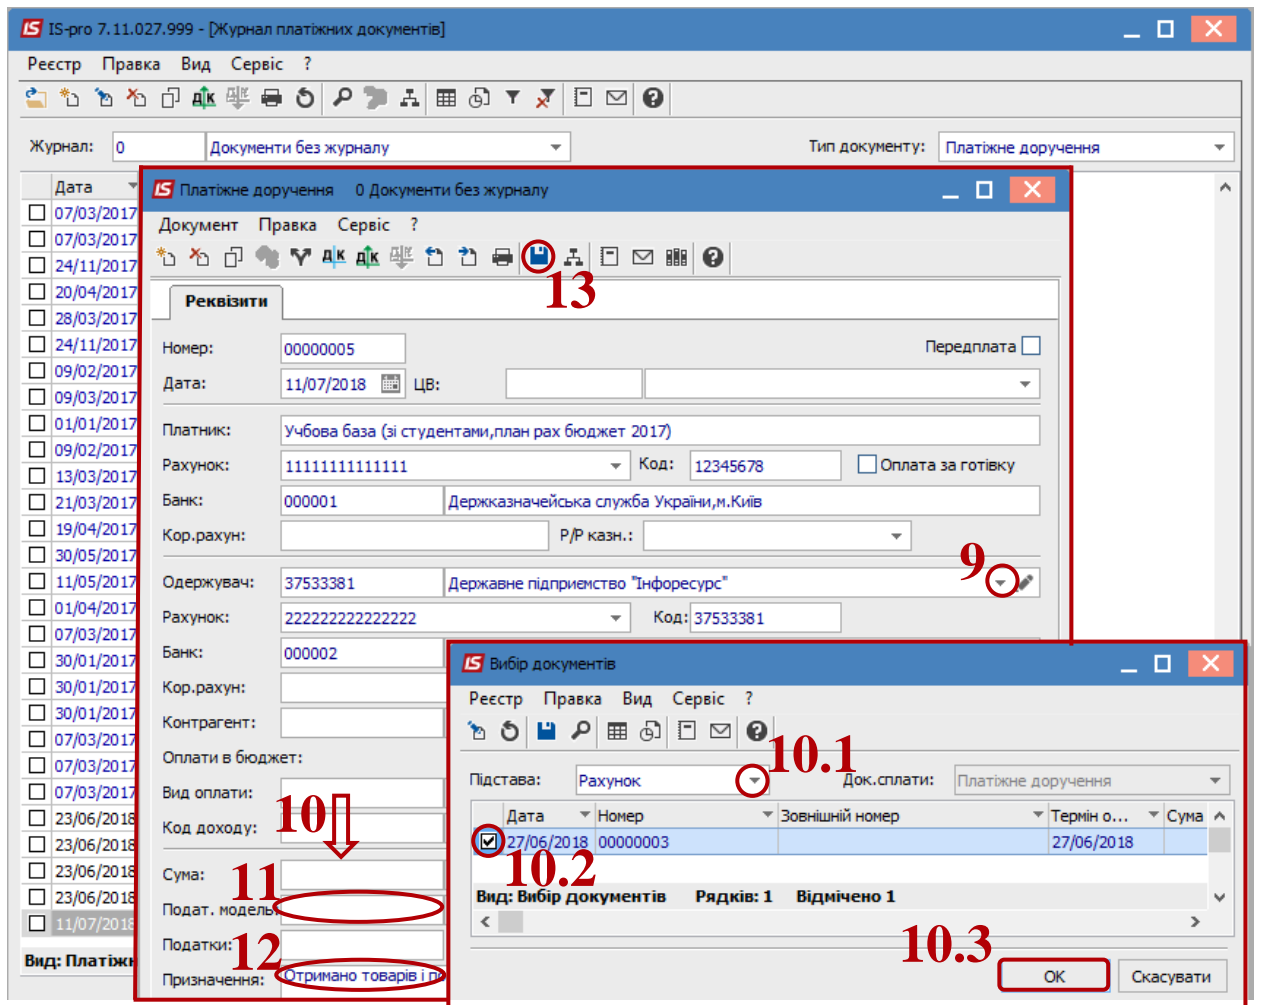 IS-pro 7.11.027.999 - [Журнал платіжних документів]
Реєстр Правка Вид Сервіс ?
Журнал: 0 Документи без журналу Тип документу: Платіжне доручення
Дата
07/03/2017
07/03/2017
24/11/2017
20/04/2017
28/03/2017
24/11/2017
09/02/2017
09/03/2017
01/01/2017
09/02/2017
13/03/2017
21/03/2017
19/04/2017
30/05/2017
11/05/2017
01/04/2017
07/03/2017
30/01/2017
30/01/2017
30/01/2017
07/03/2017
07/03/2017
07/03/2017
23/06/2018
23/06/2018
23/06/2018
23/06/2018
11/07/2018
Вид: Платіжн
Платіжне доручення 0 Документи без журналу
Документ Правка Сервіс ?
13
Реквізити
Номер: 00000005 Передплата
Дата: 11/07/2018 ЦВ:
Платник: Учбова база (зі студентами,план рах бюджет 2017)
Рахунок: 11111111111111 Код: 12345678 Оплата за готівку
Банк: 000001 Держказначейська служба України,м.Київ
Кор.рахун: Р/Р казн.:
9
Одержувач: 37533381 Державне підприємство "Інфоресурс"
Рахунок: 222222222222222 Код: 37533381
Банк: 000002
Кор.рахун:
Контрагент:
Оплати в бюджет:
Вид оплати:
Код доходу:
10
Сума:
11
Подат. модель:
Податки:
12
Призначення: Отримано товарів і по
Вибір документів
Реєстр Правка Вид Сервіс ?
10.1
Підстава: Рахунок Док.сплати: Платіжне доручення
Дата Номер Зовнішній номер Термін о... Сума
27/06/2018 00000003 27/06/2018
10.2
Вид: Вибір документів Рядків: 1 Відмічено 1
10.3
ОК Скасувати